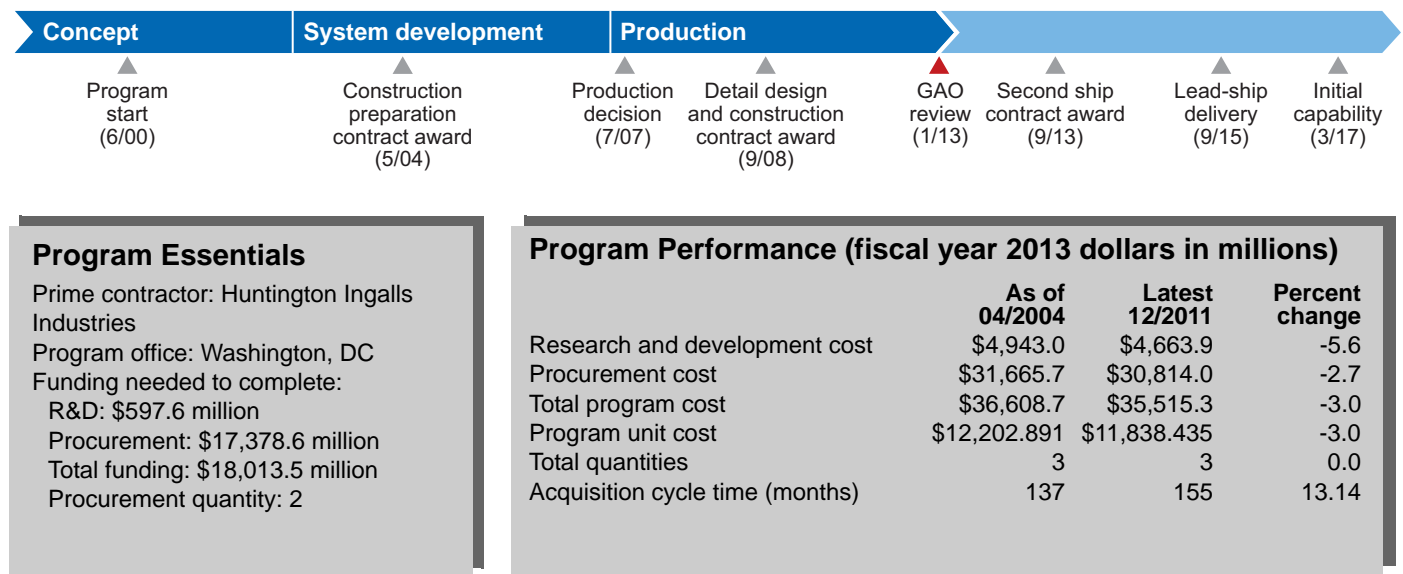 Concept
System development
Production
Program
start
(6/00)
Construction
preparation
contract award
(5/04)
Production
decision
(7/07)
Detail design
and construction
contract award
(9/08)
GAO
review
(1/13)
Second ship
contract award
(9/13)
Lead-ship
delivery
(9/15)
Initial
capability
(3/17)
Program Essentials
Prime contractor: Huntington Ingalls
Industries
Program office: Washington, DC
Funding needed to complete:
R&D: $597.6 million
Procurement: $17,378.6 million
Total funding: $18,013.5 million
Procurement quantity: 2
Program Performance (fiscal year 2013 dollars in millions)
As of Latest Percent
04/2004 12/2011 change
Research and development cost $4,943.0 $4,663.9 -5.6
Procurement cost $31,665.7 $30,814.0 -2.7
Total program cost $36,608.7 $35,515.3 -3.0
Program unit cost $12,202.891 $11,838.435 -3.0
Total quantities 3 3 0.0
Acquisition cycle time (months) 137 155 13.14